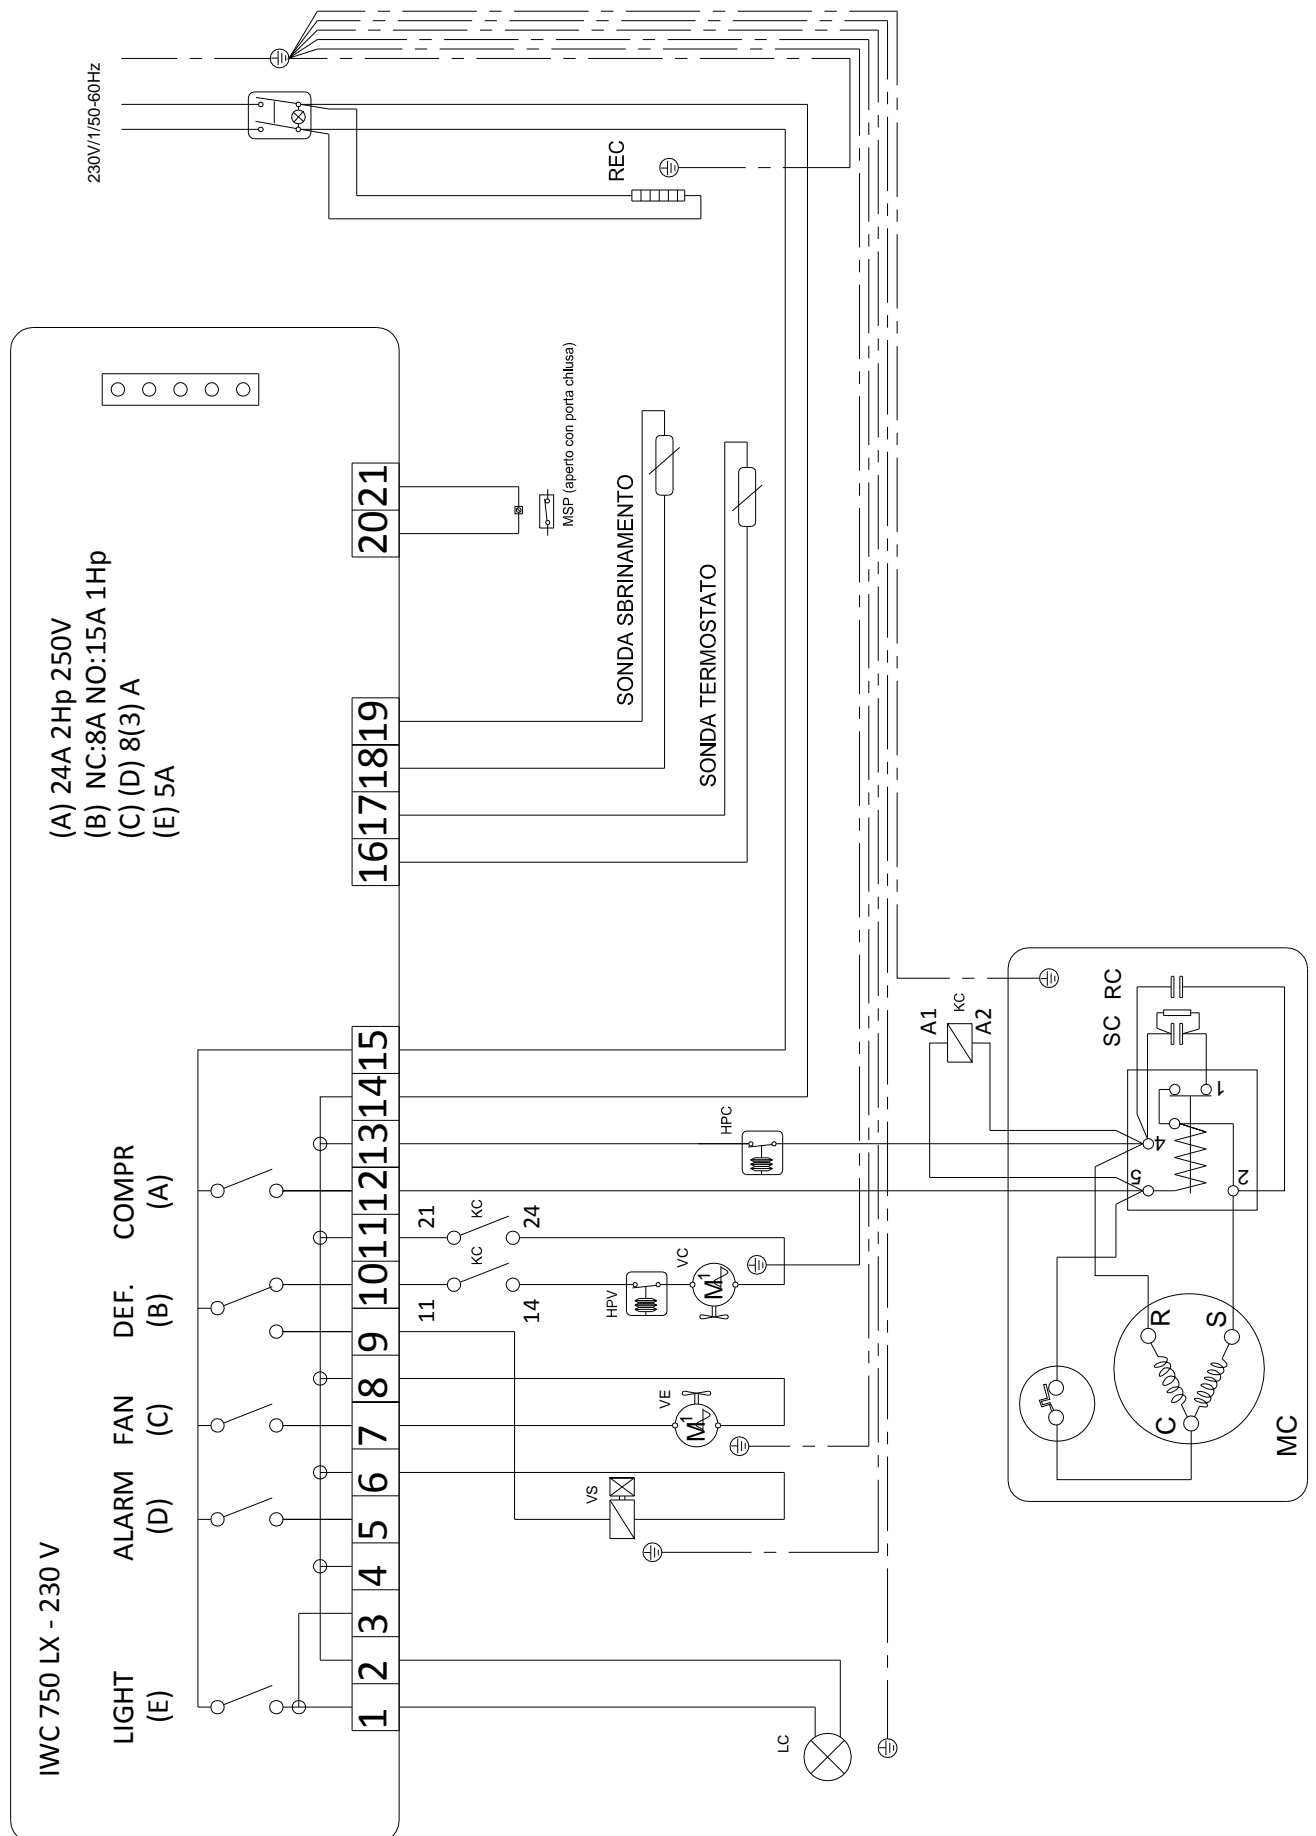 IWC 750 LX - 230 V
(A) 24A 2Hp 250V
(B) NC:8A NO:15A 1Hp
(C) (D) 8(3) A
(E) 5A
230V/1/50-60Hz
LIGHT
(E)
ALARM
(D)
FAN
(C)
DEF.
(B)
COMPR
(A)
1
2
3
4
5
6
7
8
9
10
11
12
13
14
15
16
17
18
19
20
21
11
21
KC
KC
14
24
HPV
VC
M1
HPC
VE
M1
VS
LC
MSP (aperto con porta chiusa)
SONDA SBRINAMENTO
SONDA TERMOSTATO
REC
A1
KC
A2
SC
RC
5
4
1
2
R
S
C
MC